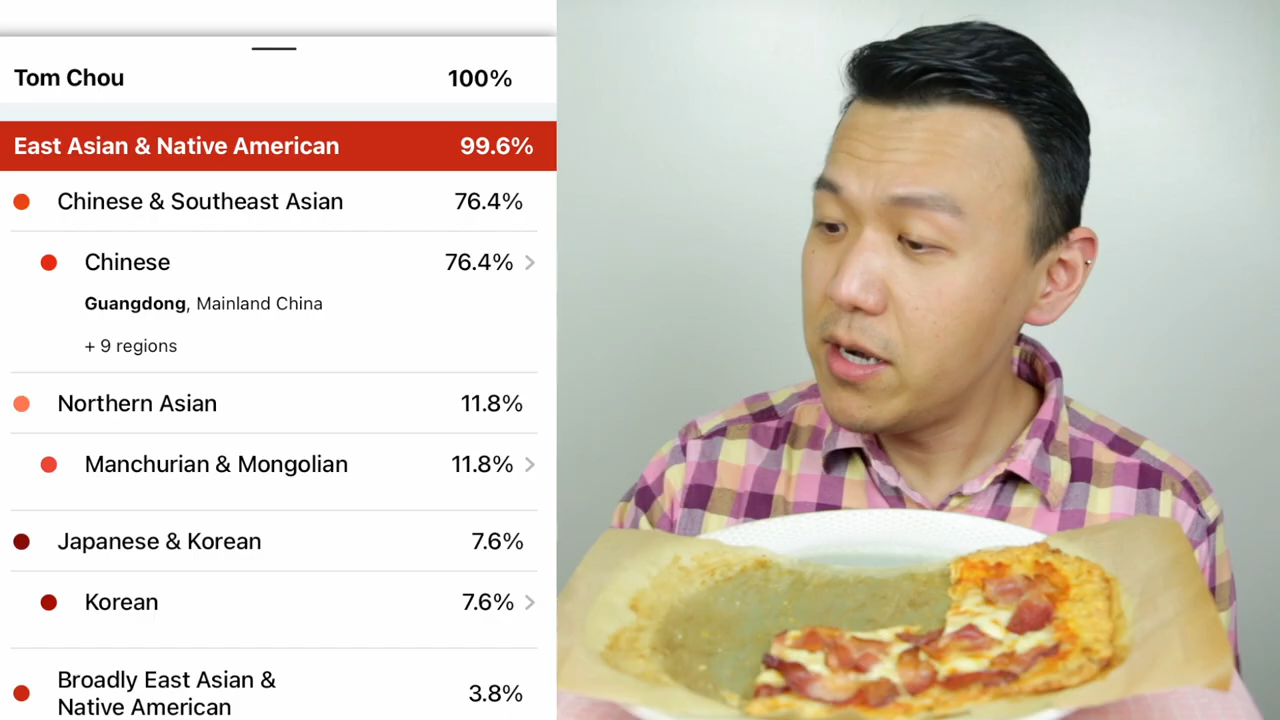 Tom Chou 100%
East Asian & Native American 99.6%
Chinese & Southeast Asian 76.4%
Chinese 76.4%
Guangdong, Mainland China
+ 9 regions
Northern Asian 11.8%
Manchurian & Mongolian 11.8%
Japanese & Korean 7.6%
Korean 7.6%
Broadly East Asian & 3.8%
Native American